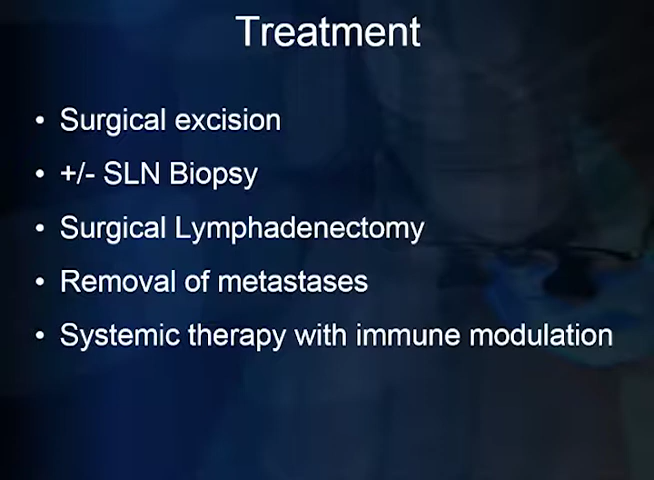 Treatment
• Surgical excision
• +/- SLN Biopsy
• Surgical Lymphadenectomy
• Removal of metastases
• Systemic therapy with immune modulation